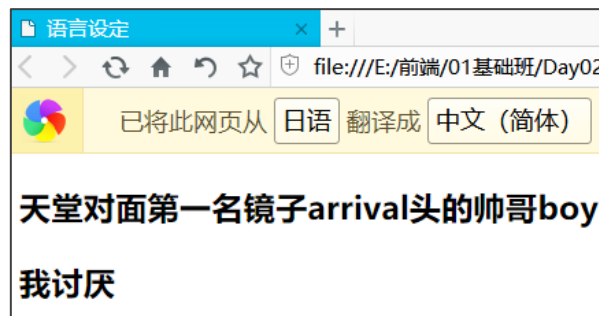 语言设定
file:///E:/前端/01基础班/Day02
已将此网页从 日语 翻译成 中文（简体）
天堂对面第一名镜子arrival头的帅哥boy
我讨厌